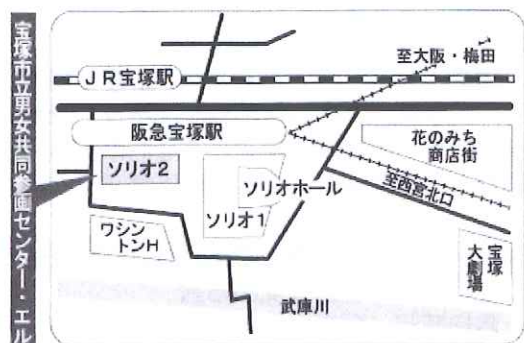 宝塚市立男女共同参画センター・エル
JR宝塚駅
至大阪・梅田
阪急宝塚駅
花のみち
商店街
ソリオ2
ソリオホール
至西宮北口
ソリオ1
ワシン
トンH
宝塚
大劇場
武庫川